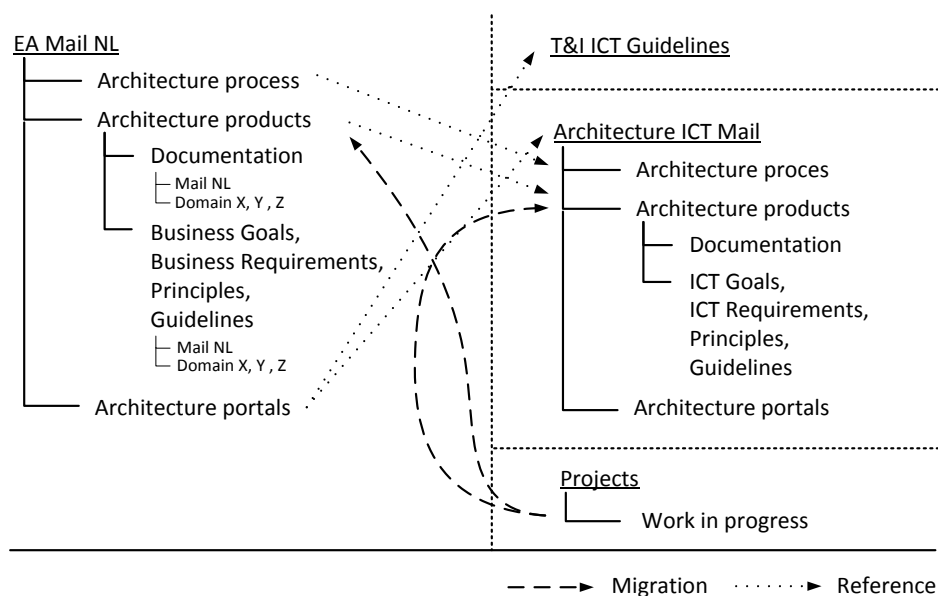 EA Mail NL
Architecture process
Architecture products
Documentation
Mail NL
Domain X, Y , Z
Business Goals,
Business Requirements,
Principles,
Guidelines
Mail NL
Domain X, Y , Z
Architecture portals
T&I ICT Guidelines
Architecture ICT Mail
Architecture proces
Architecture products
Documentation
ICT Goals,
ICT Requirements,
Principles,
Guidelines
Architecture portals
Projects
Work in progress
Migration
Reference